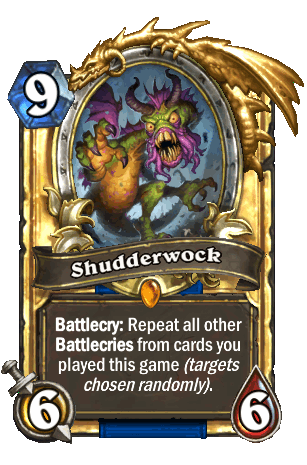 9
Shudderwock
Battlecry: Repeat all other
Battlecries from cards you
played this game (targets
chosen randomly).
6
6